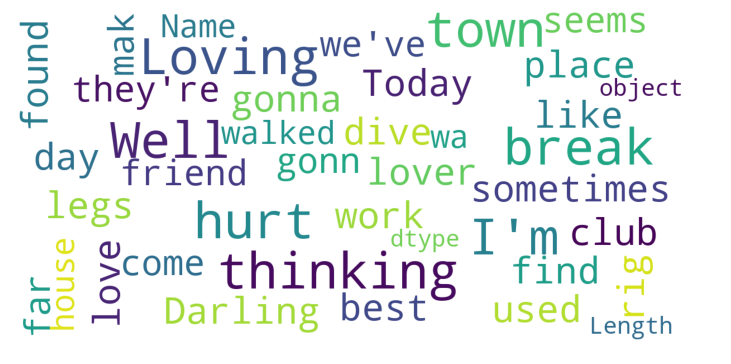 found
mak
Name
Loving
we've
town
seems
they're
gonna
Today
place
object
day
Well
walked
dive
wa
like
break
friend
gonn
lover
sometimes
legs
hurt
work
dtype
I'm
club
far
house
love
come
thinking
find
rig
Darling
best
used
Length